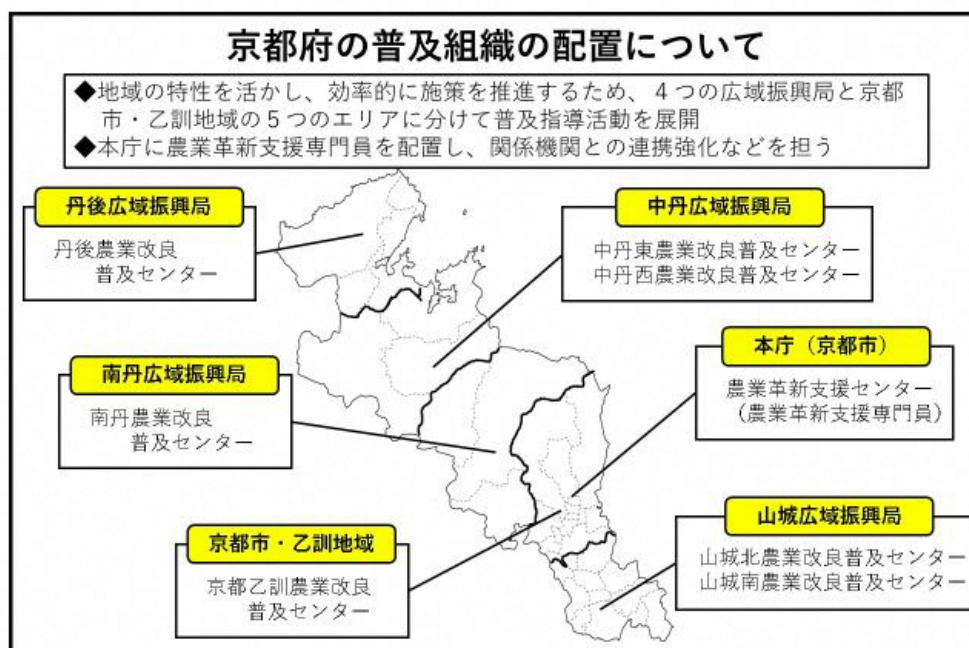 京都府の普及組織の配置について
◆地域の特性を活かし、効率的に施策を推進するため、4つの広域振興局と京都
市・乙訓地域の5つのエリアに分けて普及指導活動を展開
◆本庁に農業革新支援専門員を配置し、関係機関との連携強化などを担う
丹後広域振興局
丹後農業改良
普及センター
中丹広域振興局
中丹東農業改良普及センター
中丹西農業改良普及センター
南丹広域振興局
南丹農業改良
普及センター
本庁（京都市）
農業革新支援センター
（農業革新支援専門員）
京都市・乙訓地域
京都乙訓農業改良
普及センター
山城広域振興局
山城北農業改良普及センター
山城南農業改良普及センター